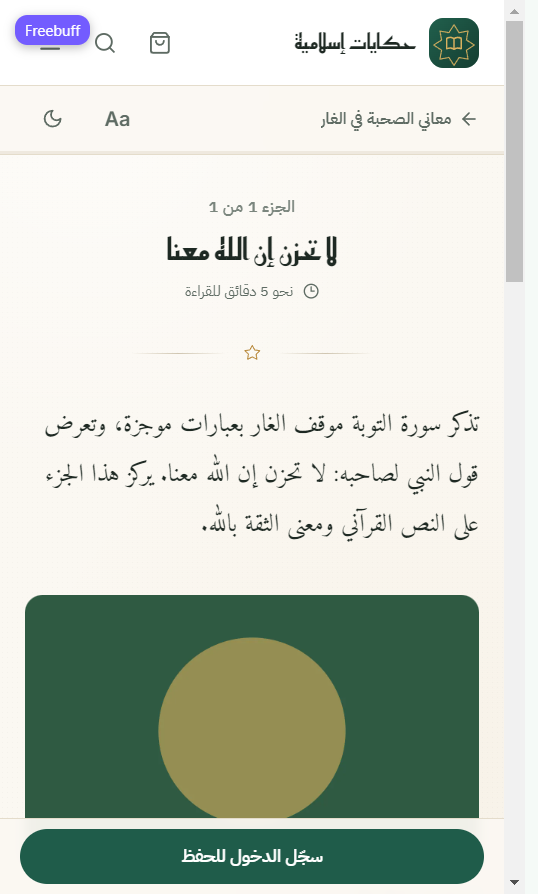 Freebuff
حكايات إسلامية
معاني الصحبة في الغار
Aa
الجزء 1 من 1
لا تحزن إن الله معنا
نحو 5 دقائق للقراءة
تذكر سورة التوبة موقف الغار بعبارات موجزة، وتعرض
قول النبي لصاحبه: لا تحزن إن الله معنا. يركز هذا الجزء
على النص القرآني ومعنى الثقة بالله.
سجّل الدخول للحفظ